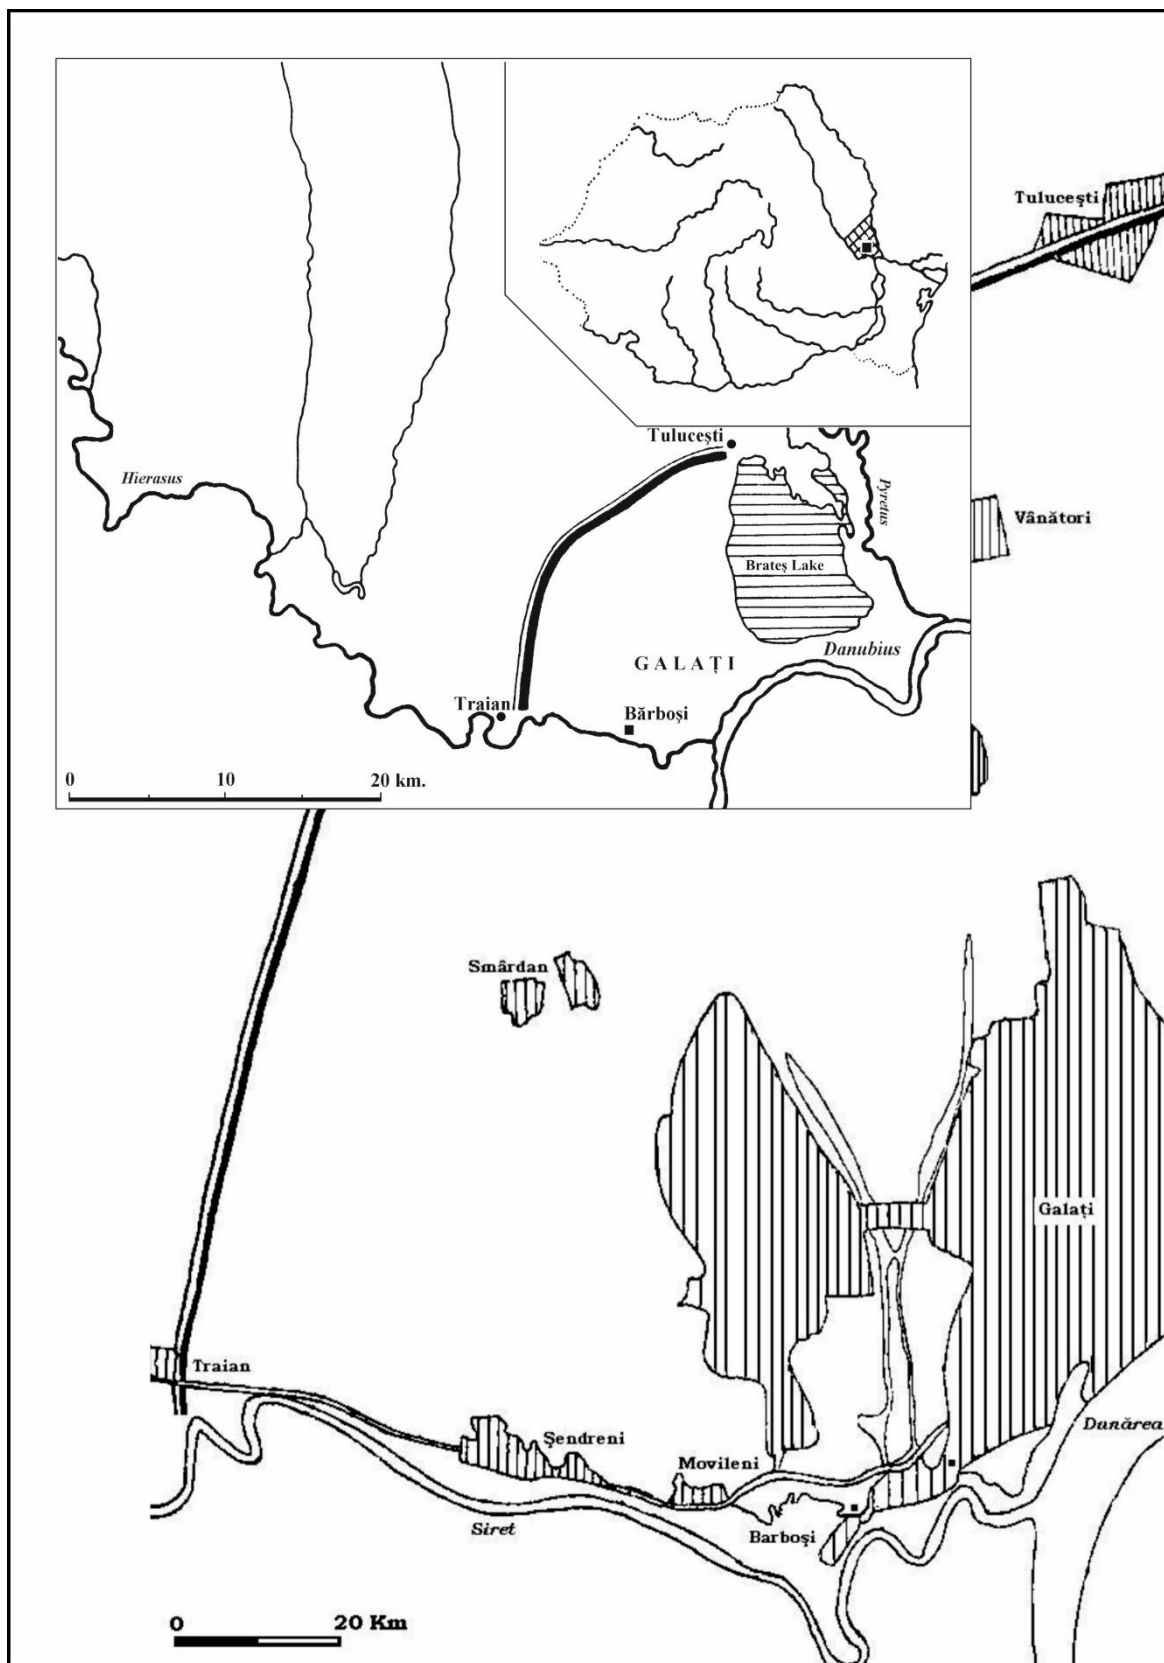 Tulucești
Hierasus
Tulucești
Pyretus
Vânători
Brateș Lake
Danubius
GALAȚI
Traian
Bărboși
0 10 20 km.
Smârdan
Galați
Traian
Șendreni
Movileni
Dunărea
Siret
Barboși
0 20 Km